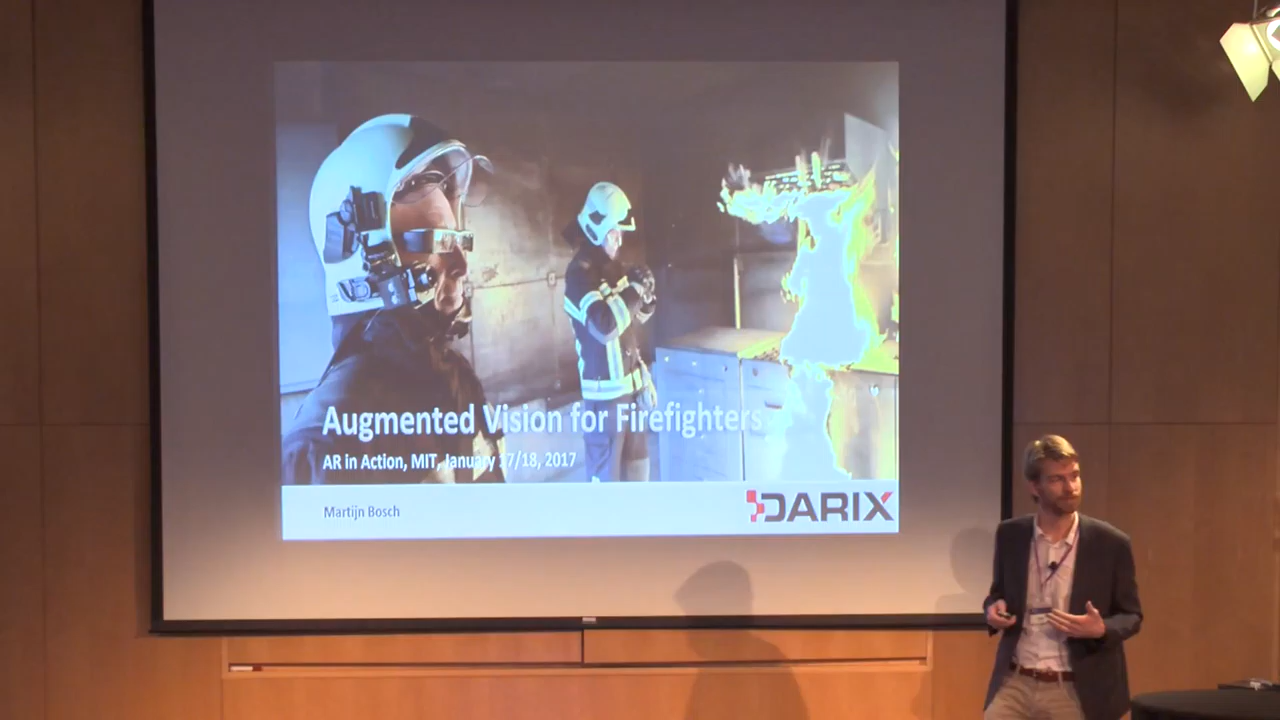 Augmented Vision for Firefighters
AR in Action, MIT, January 17/18, 2017
Martijn Bosch
DARIX